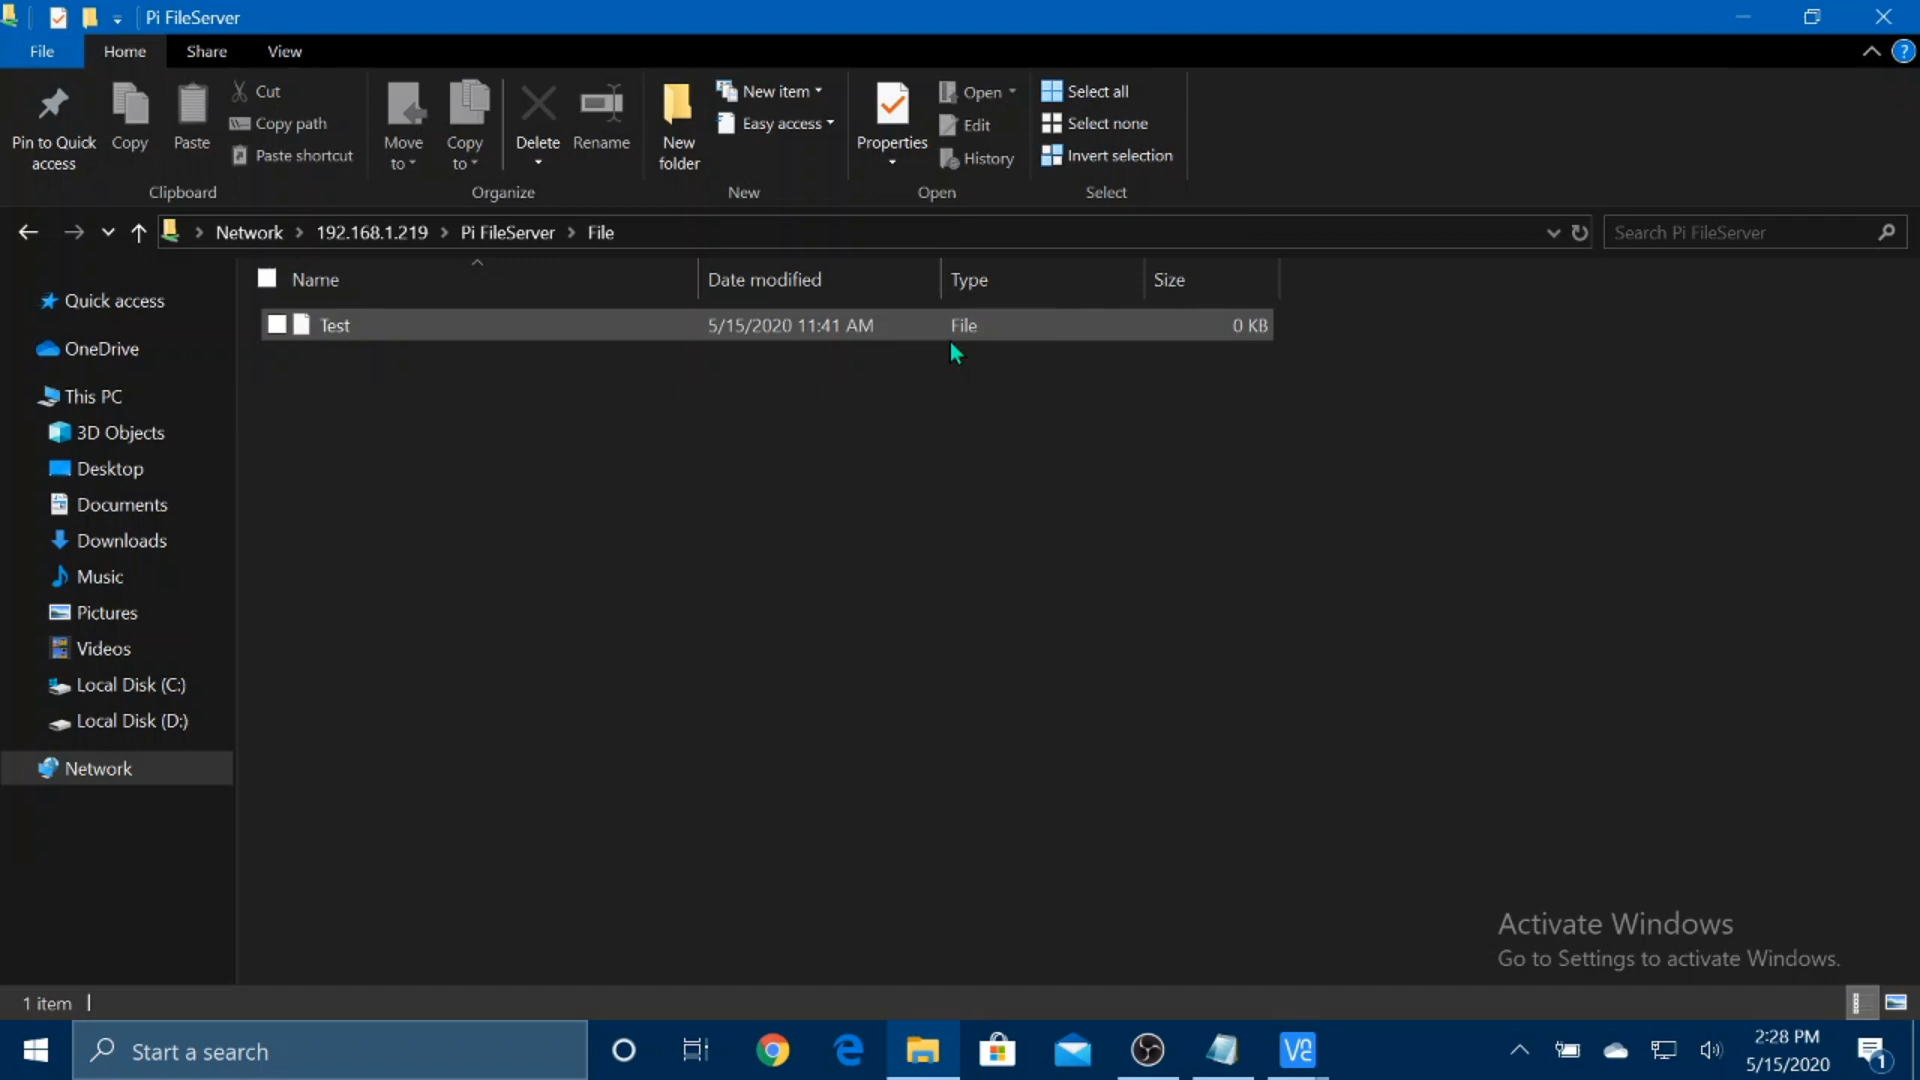 Pi FileServer
File Home Share View
Pin to Quick access
Copy
Paste
Cut
Copy path
Paste shortcut
Clipboard
Move to
Copy to
Delete
Rename
Organize
New folder
New item
Easy access
New
Properties
Open
Edit
History
Open
Select all
Select none
Invert selection
Select
Network 192.168.1.219 Pi FileServer File
Search Pi FileServer
Name Date modified Type Size
Test 5/15/2020 11:41 AM File 0 KB
Quick access
OneDrive
This PC
3D Objects
Desktop
Documents
Downloads
Music
Pictures
Videos
Local Disk (C:)
Local Disk (D:)
Network
Activate Windows
Go to Settings to activate Windows.
1 item
Start a search
2:28 PM
5/15/2020
1